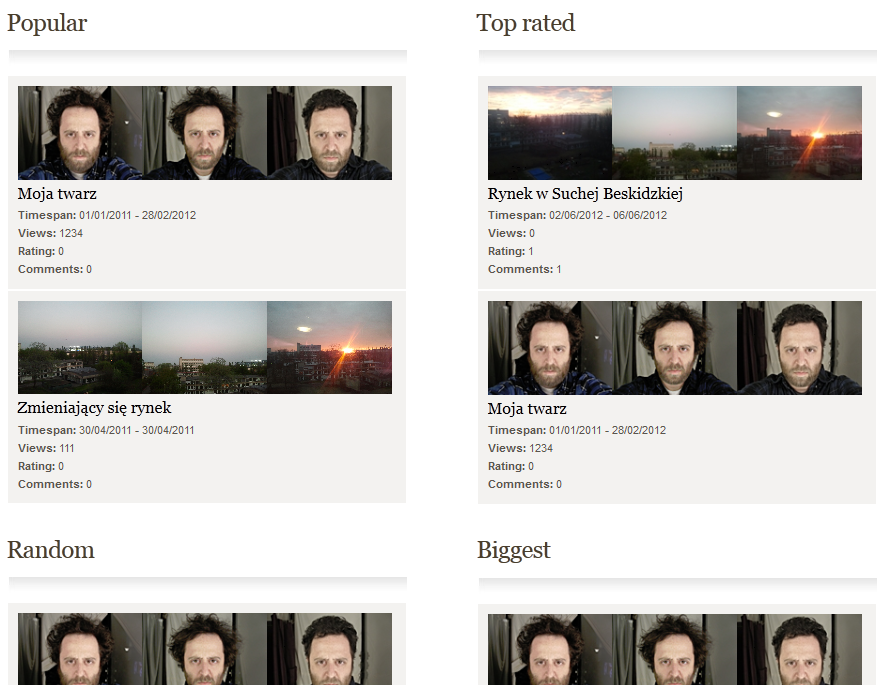 Popular
Moja twarz
Timespan: 01/01/2011 - 28/02/2012
Views: 1234
Rating: 0
Comments: 0
Zmieniający się rynek
Timespan: 30/04/2011 - 30/04/2011
Views: 111
Rating: 0
Comments: 0
Top rated
Rynek w Suchej Beskidzkiej
Timespan: 02/06/2012 - 06/06/2012
Views: 0
Rating: 1
Comments: 1
Moja twarz
Timespan: 01/01/2011 - 28/02/2012
Views: 1234
Rating: 0
Comments: 0
Random
Biggest